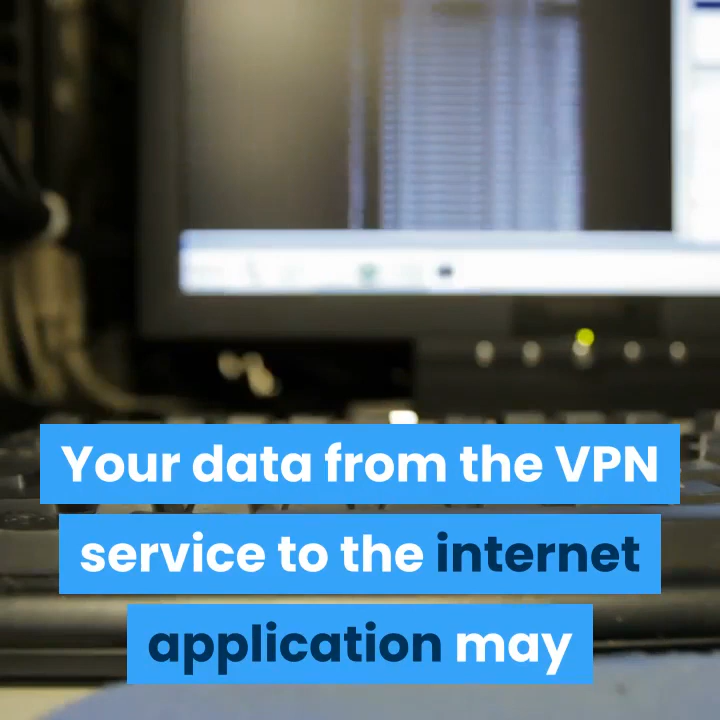 Your data from the VPN
service to the internet
application may